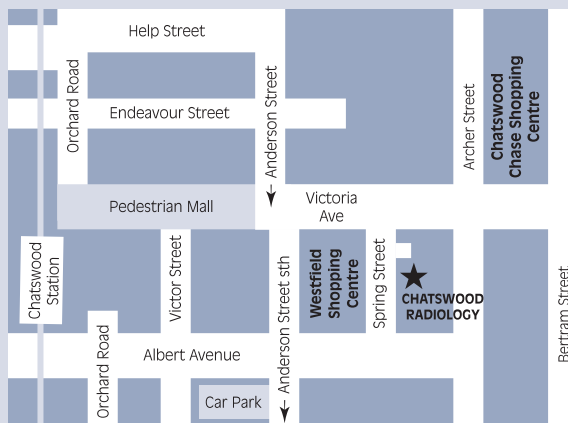 Help Street
Orchard Road
Endeavour Street
Anderson Street
Archer Street
Chatswood
Chase Shopping
Centre
Pedestrian Mall
Victoria
Ave
Chatswood
Station
Victor Street
Anderson Street sth
Westfield
Shopping
Centre
Spring Street
CHATSWOOD
RADIOLOGY
Bertram Street
Orchard Road
Albert Avenue
Car Park